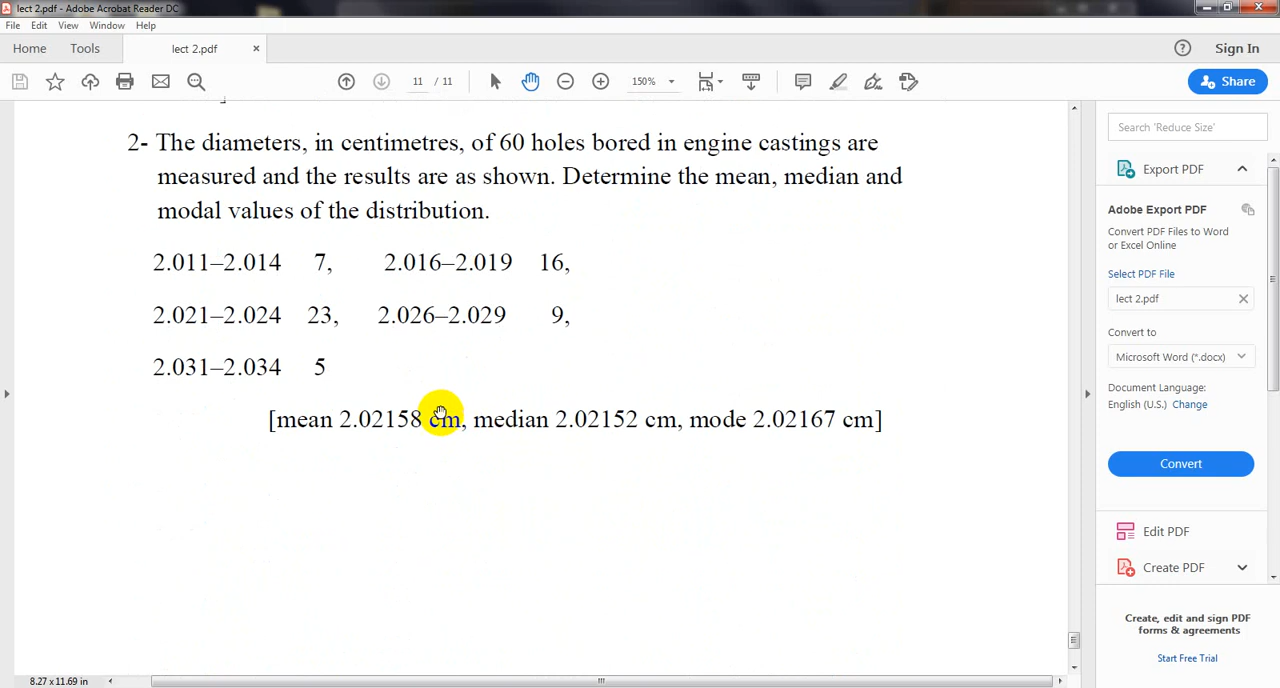 lect 2.pdf - Adobe Acrobat Reader DC
File Edit View Window Help
Home Tools lect 2.pdf × Sign In
11 / 11 150% Share
2- The diameters, in centimetres, of 60 holes bored in engine castings are
measured and the results are as shown. Determine the mean, median and
modal values of the distribution.
2.011–2.014 7, 2.016–2.019 16,
2.021–2.024 23, 2.026–2.029 9,
2.031–2.034 5
[mean 2.02158 cm, median 2.02152 cm, mode 2.02167 cm]
8.27 x 11.69 in
Search 'Reduce Size'
Export PDF
Adobe Export PDF
Convert PDF Files to Word
or Excel Online
Select PDF File
lect 2.pdf
Convert to
Microsoft Word (*.docx)
Document Language:
English (U.S.) Change
Convert
Edit PDF
Create PDF
Create, edit and sign PDF
forms & agreements
Start Free Trial